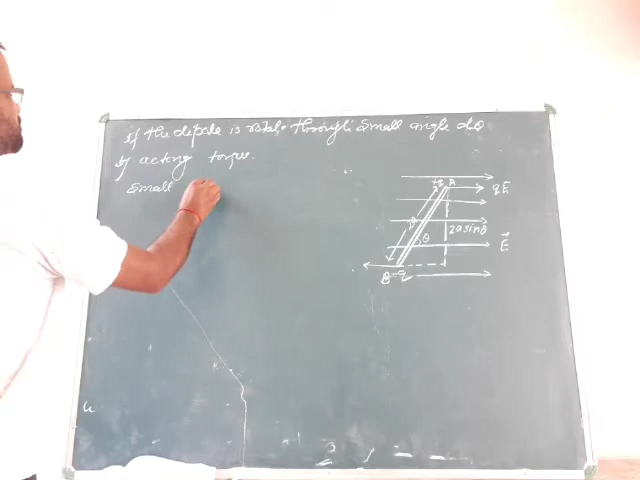 If the dipole is rotate through small angle dθ
by acting torque.
Small
+q A
qE
2a sinθ
θ
E⃗
B -q